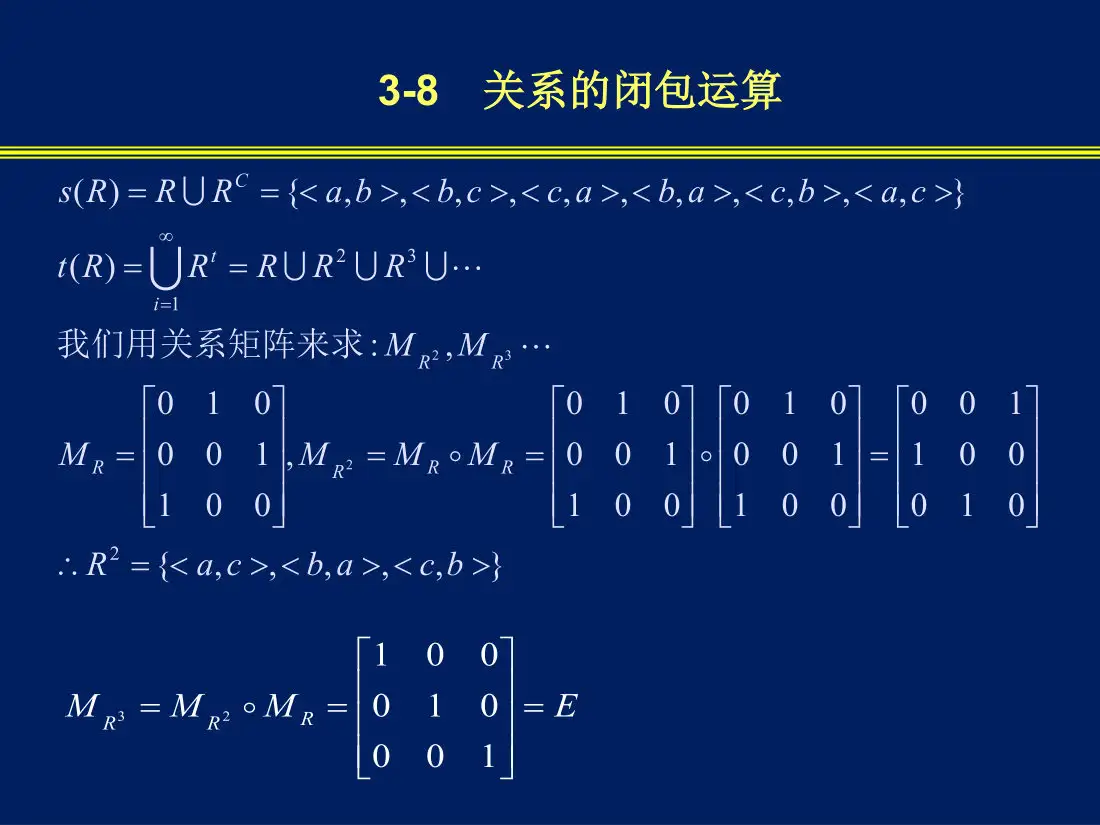 3-8 关系的闭包运算
s(R) = R ∪ R^C = {< a,b >,< b,c >,< c,a >,< b,a >,< c,b >,< a,c >}
t(R) = ⋃_{i=1}^{∞} R^t = R ∪ R^2 ∪ R^3 ∪ ⋯
我们用关系矩阵来求: M_{R^2}, M_{R^3} ⋯
M_R = [0 1 0; 0 0 1; 1 0 0], M_{R^2} = M_R ∘ M_R = [0 1 0; 0 0 1; 1 0 0] ∘ [0 1 0; 0 0 1; 1 0 0] = [0 0 1; 1 0 0; 0 1 0]
∴ R^2 = {< a,c >,< b,a >,< c,b >}
M_{R^3} = M_{R^2} ∘ M_R = [1 0 0; 0 1 0; 0 0 1] = E